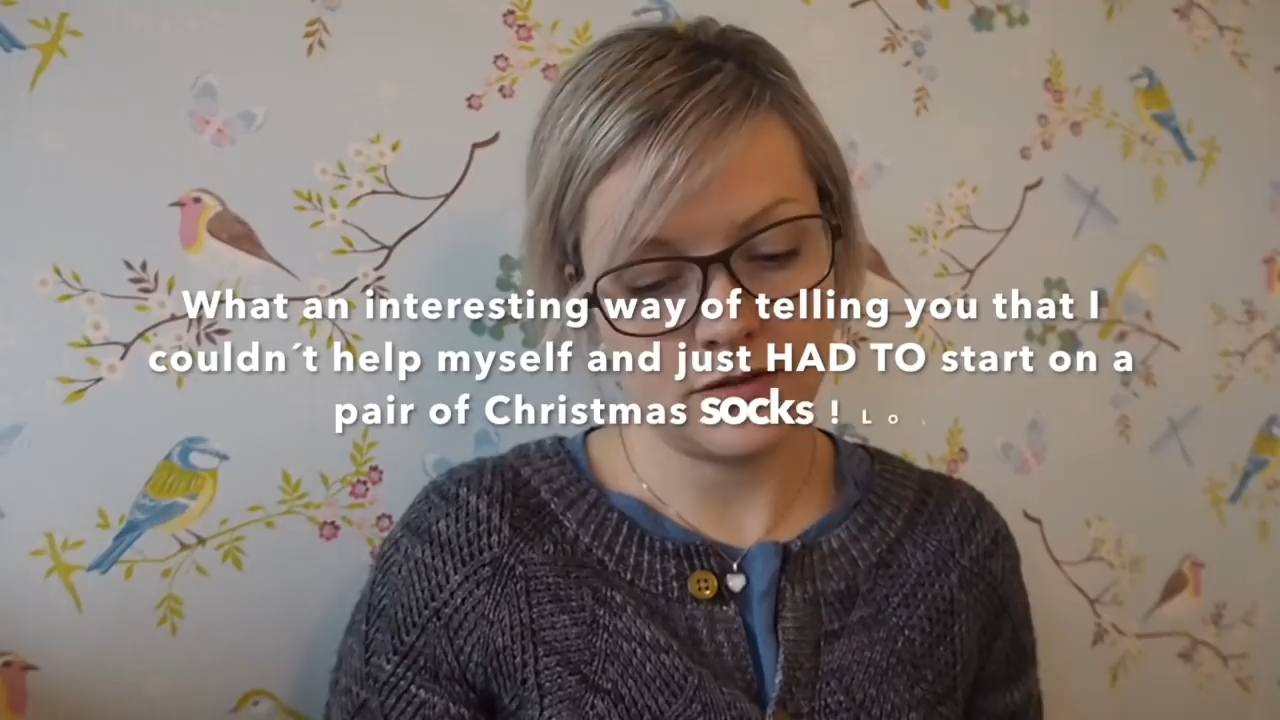 What an interesting way of telling you that I
couldn´t help myself and just HAD TO start on a
pair of Christmas socks ! L O